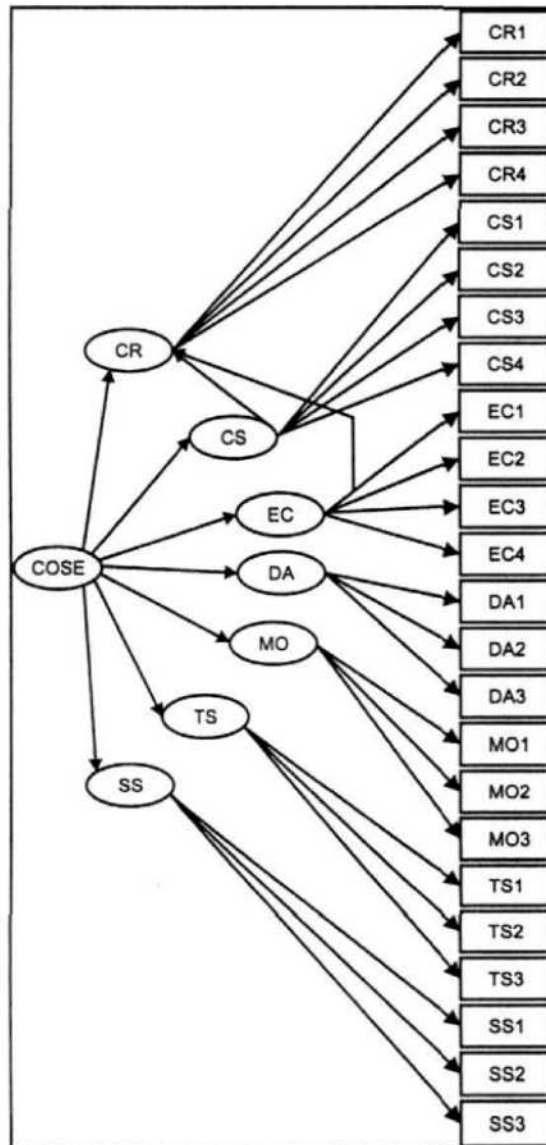 CR1
CR2
CR3
CR4
CS1
CS2
CS3
CS4
EC1
EC2
EC3
EC4
DA1
DA2
DA3
MO1
MO2
MO3
TS1
TS2
TS3
SS1
SS2
SS3
CR
CS
EC
COSE
DA
MO
TS
SS